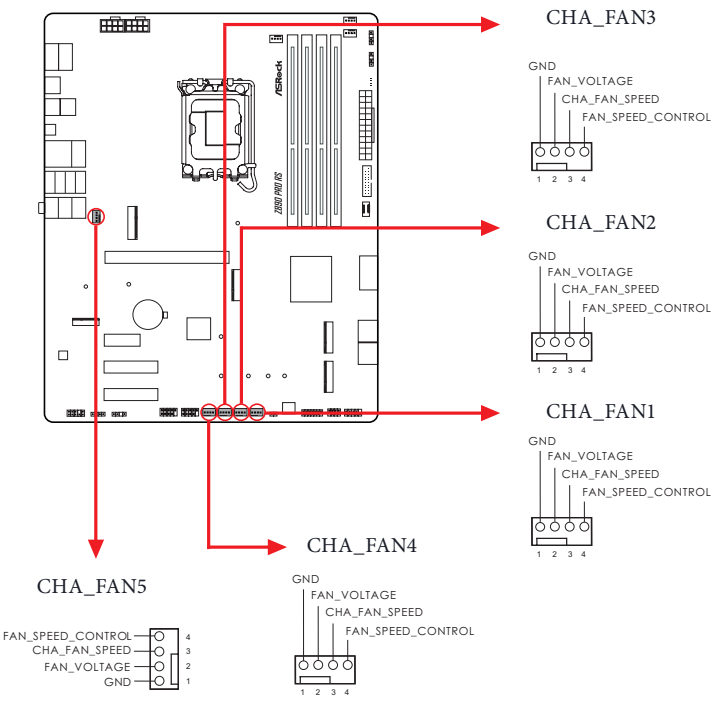 CHA_FAN3
GND
FAN_VOLTAGE
CHA_FAN_SPEED
FAN_SPEED_CONTROL
1 2 3 4
ASRock
Z890 PRO RS
CHA_FAN2
GND
FAN_VOLTAGE
CHA_FAN_SPEED
FAN_SPEED_CONTROL
1 2 3 4
CHA_FAN1
GND
FAN_VOLTAGE
CHA_FAN_SPEED
FAN_SPEED_CONTROL
1 2 3 4
CHA_FAN4
GND
FAN_VOLTAGE
CHA_FAN_SPEED
FAN_SPEED_CONTROL
1 2 3 4
CHA_FAN5
FAN_SPEED_CONTROL 4
CHA_FAN_SPEED 3
FAN_VOLTAGE 2
GND 1